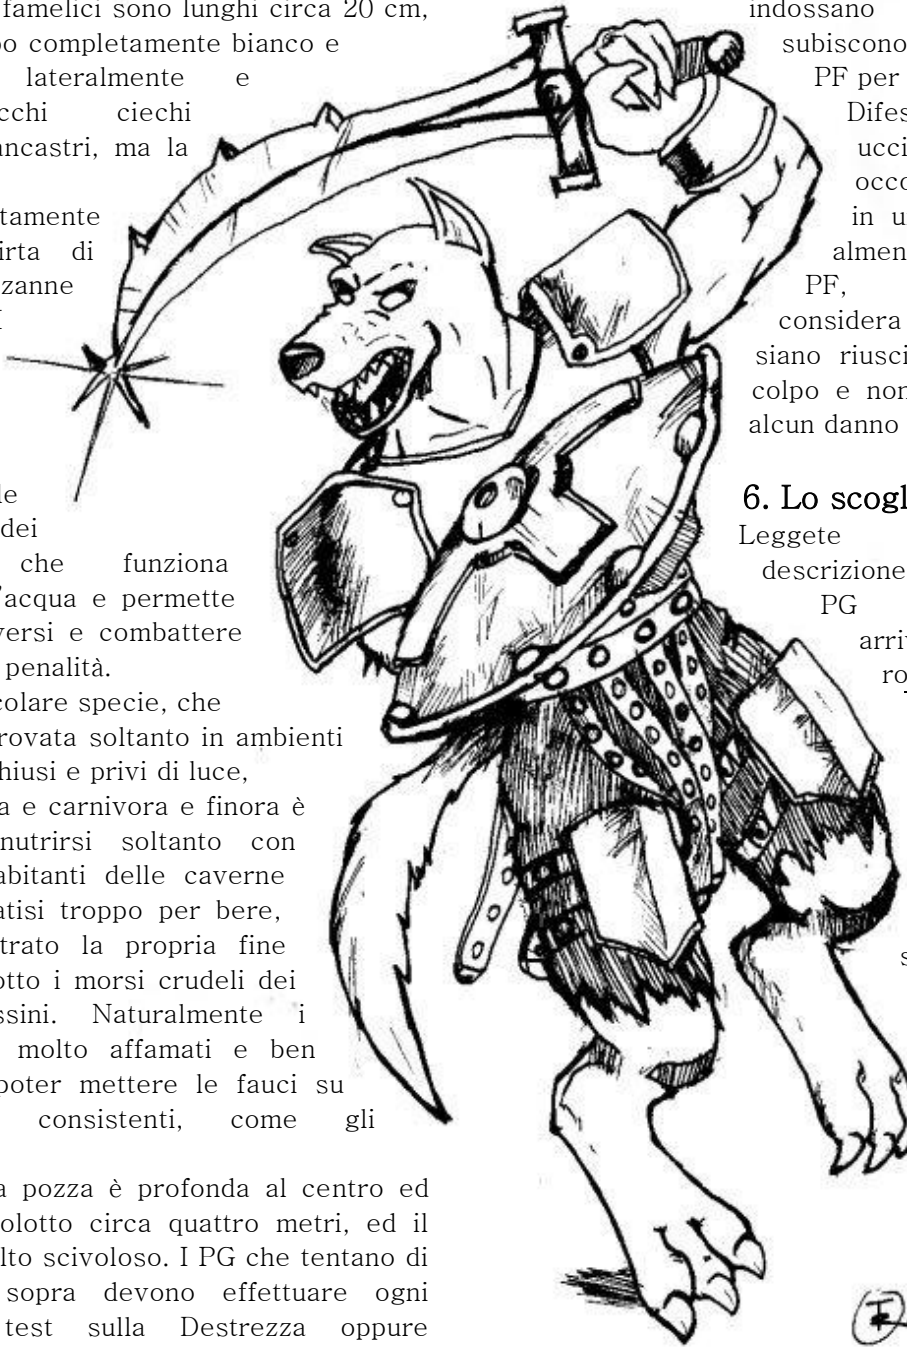 famelici sono lunghi circa 20 cm,
po completamente bianco e
lateralmente e
cchi ciechi
ancastri, ma la
tamente
irta di
zanne
le
dei
che funziona
'acqua e permette
versi e combattere
penalità.
colare specie, che
rovata soltanto in ambienti
hiusi e privi di luce,
a e carnivora e finora è
nutrirsi soltanto con
abitanti delle caverne
atisi troppo per bere,
trato la propria fine
otto i morsi crudeli dei
ssini. Naturalmente i
molto affamati e ben
poter mettere le fauci su
consistenti, come gli
a pozza è profonda al centro ed
olotto circa quattro metri, ed il
lto scivoloso. I PG che tentano di
sopra devono effettuare ogni
test sulla Destrezza oppure
indossano
subiscono
PF per
Difes
ucci
occo
in u
almen
PF,
considera
siano riusci
colpo e non
alcun danno
6. Lo scogl
Leggete
descrizione
PG
arriv
ro
s